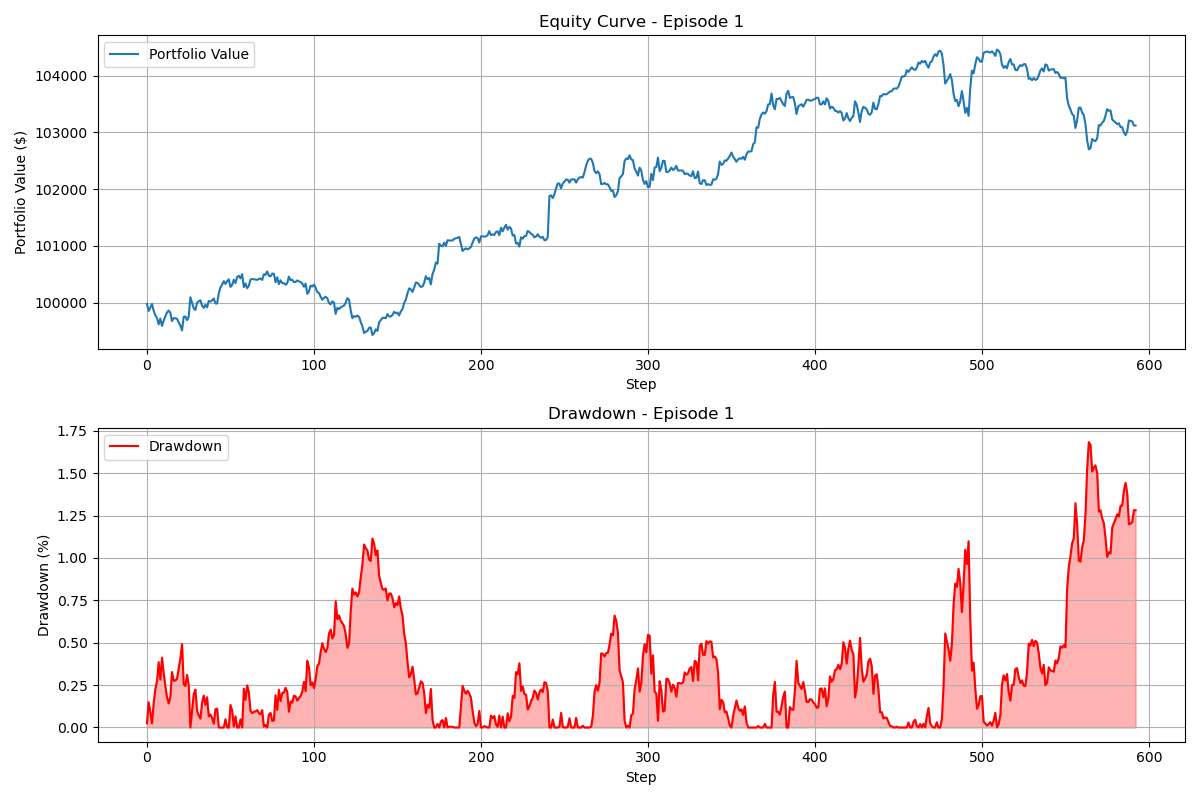 Equity Curve - Episode 1
Portfolio Value
Portfolio Value ($)
104000
103000
102000
101000
100000
0 100 200 300 400 500 600
Step
Drawdown - Episode 1
Drawdown
Drawdown (%)
1.75
1.50
1.25
1.00
0.75
0.50
0.25
0.00
0 100 200 300 400 500 600
Step